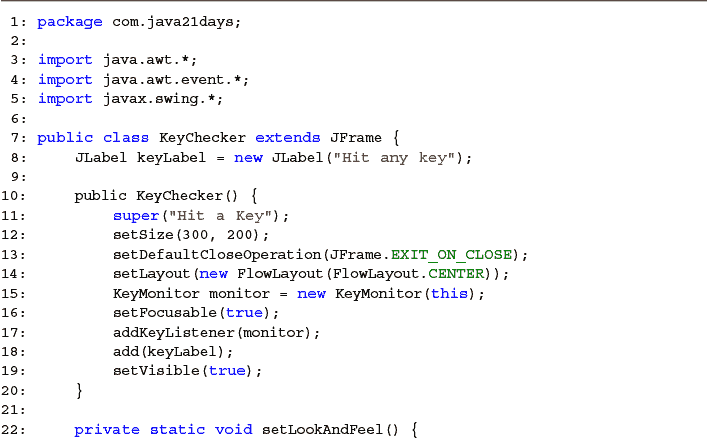 1: package com.java21days;
2:
3: import java.awt.*;
4: import java.awt.event.*;
5: import javax.swing.*;
6:
7: public class KeyChecker extends JFrame {
8:     JLabel keyLabel = new JLabel("Hit any key");
9:
10:     public KeyChecker() {
11:         super("Hit a Key");
12:         setSize(300, 200);
13:         setDefaultCloseOperation(JFrame.EXIT_ON_CLOSE);
14:         setLayout(new FlowLayout(FlowLayout.CENTER));
15:         KeyMonitor monitor = new KeyMonitor(this);
16:         setFocusable(true);
17:         addKeyListener(monitor);
18:         add(keyLabel);
19:         setVisible(true);
20:     }
21:
22:     private static void setLookAndFeel() {